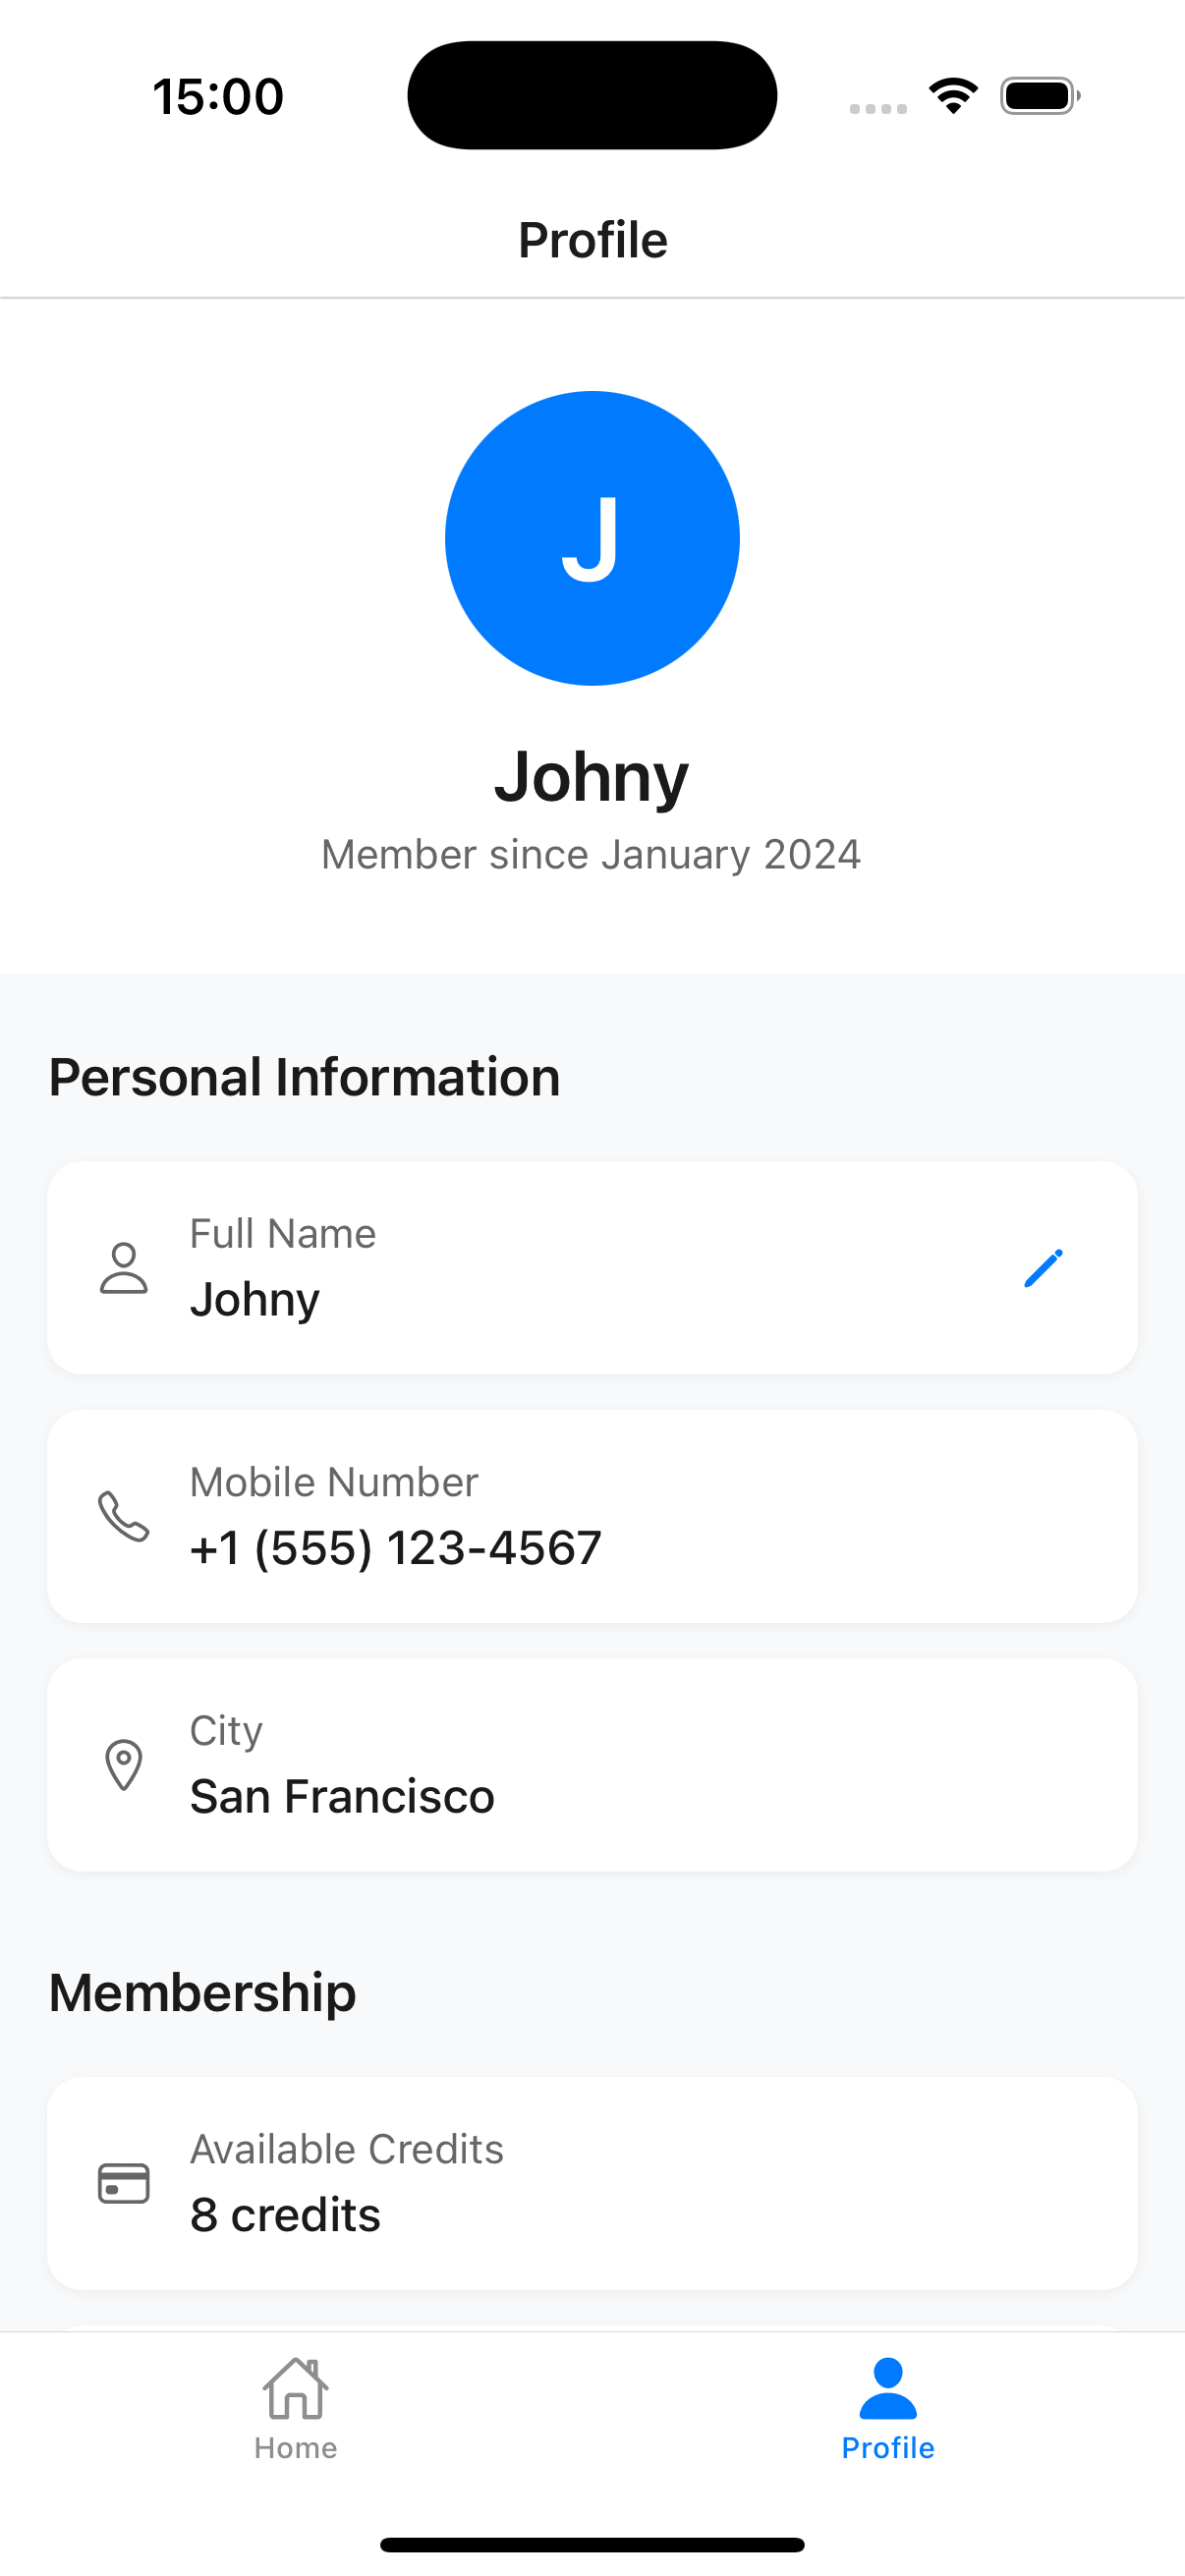 15:00
Profile
J
Johny
Member since January 2024
Personal Information
Full Name
Johny
Mobile Number
+1 (555) 123-4567
City
San Francisco
Membership
Available Credits
8 credits
Home
Profile